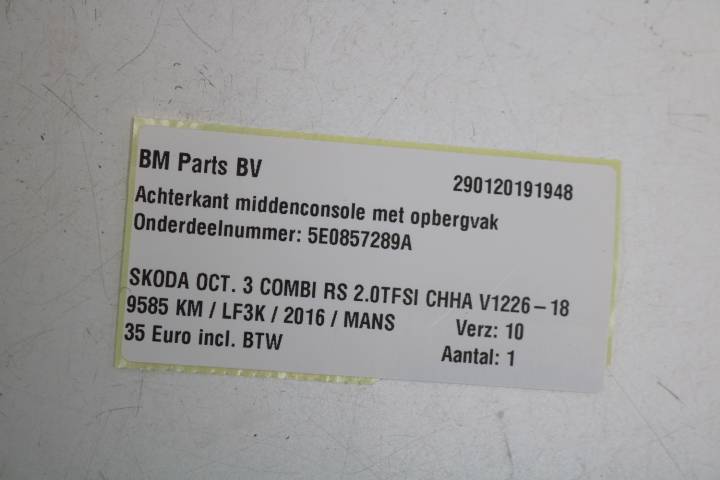 BM Parts BV 290120191948
Achterkant middenconsole met opbergvak
Onderdeelnummer: 5E0857289A
SKODA OCT. 3 COMBI RS 2.0TFSI CHHA V1226-18
9585 KM / LF3K / 2016 / MANS Verz: 10
35 Euro incl. BTW Aantal: 1